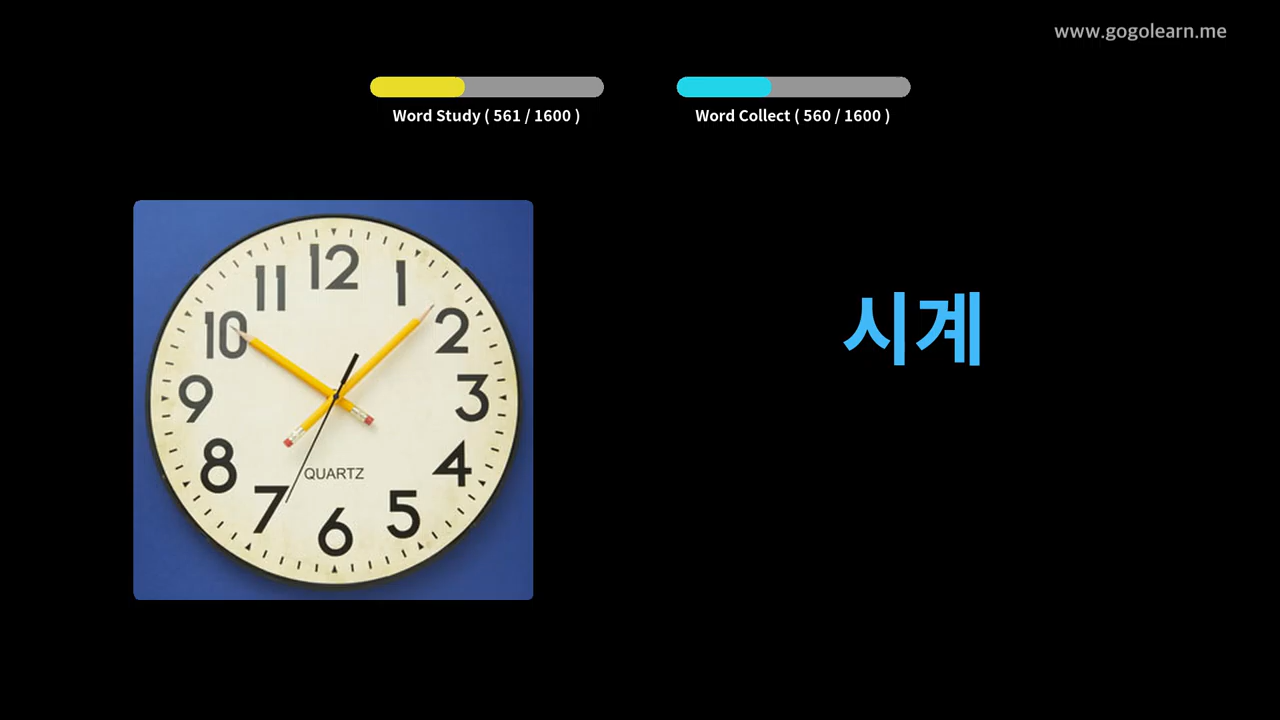 www.gogolearn.me
Word Study ( 561 / 1600 )
Word Collect ( 560 / 1600 )
12
11
1
10
2
9
3
8
4
7
5
6
QUARTZ
시계